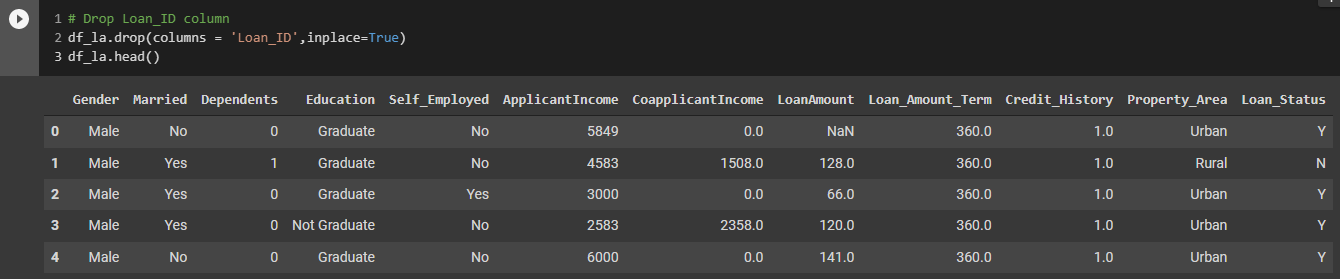 1 # Drop Loan_ID column
2 df_la.drop(columns = 'Loan_ID',inplace=True)
3 df_la.head()
Gender Married Dependents Education Self_Employed ApplicantIncome CoapplicantIncome LoanAmount Loan_Amount_Term Credit_History Property_Area Loan_Status
0 Male No 0 Graduate No 5849 0.0 NaN 360.0 1.0 Urban Y
1 Male Yes 1 Graduate No 4583 1508.0 128.0 360.0 1.0 Rural N
2 Male Yes 0 Graduate Yes 3000 0.0 66.0 360.0 1.0 Urban Y
3 Male Yes 0 Not Graduate No 2583 2358.0 120.0 360.0 1.0 Urban Y
4 Male No 0 Graduate No 6000 0.0 141.0 360.0 1.0 Urban Y